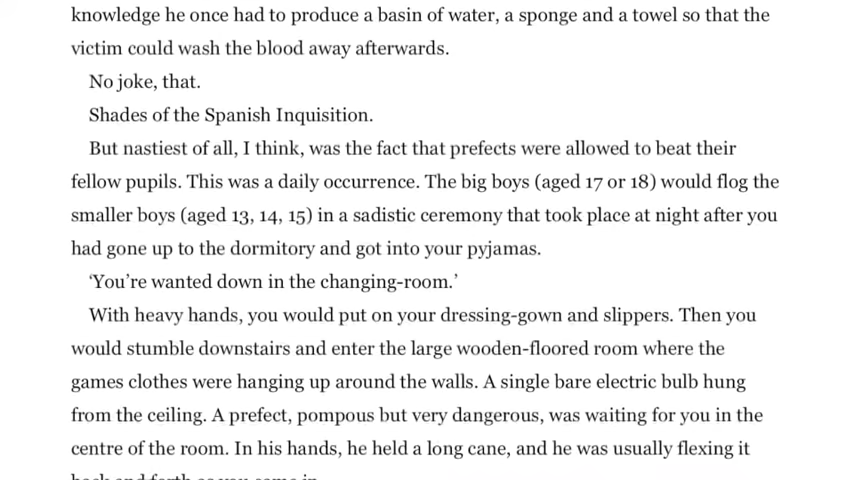 knowledge he once had to produce a basin of water, a sponge and a towel so that the
victim could wash the blood away afterwards.
No joke, that.
Shades of the Spanish Inquisition.
But nastiest of all, I think, was the fact that prefects were allowed to beat their
fellow pupils. This was a daily occurrence. The big boys (aged 17 or 18) would flog the
smaller boys (aged 13, 14, 15) in a sadistic ceremony that took place at night after you
had gone up to the dormitory and got into your pyjamas.
‘You’re wanted down in the changing-room.’
With heavy hands, you would put on your dressing-gown and slippers. Then you
would stumble downstairs and enter the large wooden-floored room where the
games clothes were hanging up around the walls. A single bare electric bulb hung
from the ceiling. A prefect, pompous but very dangerous, was waiting for you in the
centre of the room. In his hands, he held a long cane, and he was usually flexing it
back and forth as you came in.